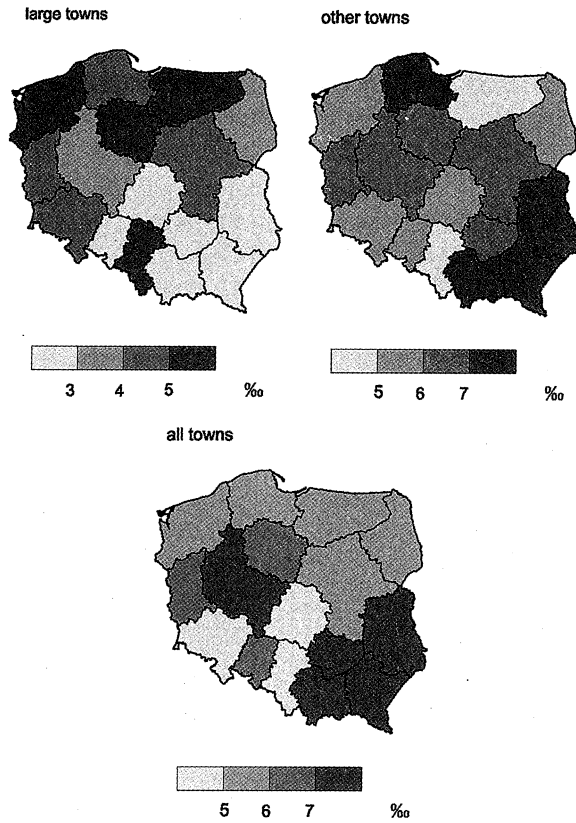 large towns
other towns
3 4 5 ‰
5 6 7 ‰
all towns
5 6 7 ‰